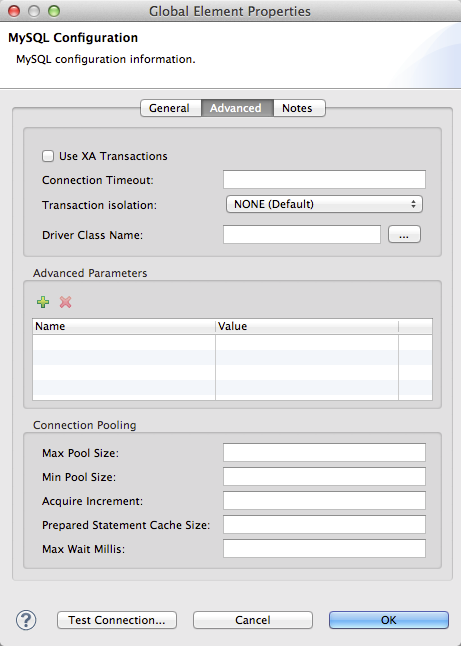 Global Element Properties
MySQL Configuration
MySQL configuration information.
General Advanced Notes
Use XA Transactions
Connection Timeout:
Transaction isolation: NONE (Default)
Driver Class Name: ...
Advanced Parameters
Name Value
Connection Pooling
Max Pool Size:
Min Pool Size:
Acquire Increment:
Prepared Statement Cache Size:
Max Wait Millis:
? Test Connection... Cancel OK